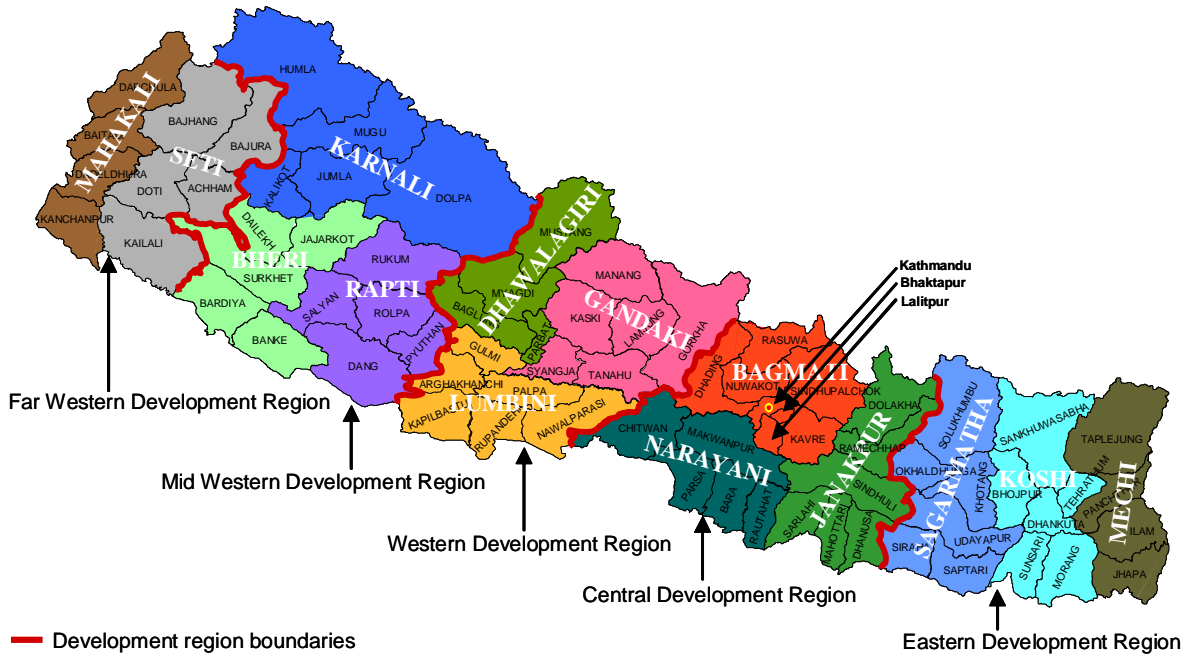 HUMLA
DARCHULA
BAJHANG
MUGU
BAITADI
BAJURA
MAHAKALI
SETI
KARNALI
DADELDHURA
JUMLA
KALIKOT
DOTI
ACHHAM
DOLPA
KANCHANPUR
KAILALI
DAILEKH
JAJARKOT
MUSTANG
BHERI
RUKUM
DHAWALAGIRI
SURKHET
RAPTI
MANANG
MYAGDI
BARDIYA
SALYAN
ROLPA
BAGLUNG
KASKI
GANDAKI
LAMJUNG
GORKHA
PARBAT
BANKE
PYUTHAN
GULMI
DANG
SYANGJA
TANAHU
ARGHAKHANCHI
PALPA
LUMBINI
KAPILBASTU
RUPANDEHI
NAWALPARASI
Kathmandu
Bhaktapur
Lalitpur
RASUWA
DHADING
BAGMATI
NUWAKOT
SINDHUPALCHOK
DOLAKHA
KAVRE
RAMECHHAP
CHITWAN
MAKWANPUR
NARAYANI
JANAKPUR
PARSA
BARA
RAUTAHAT
SINDHULI
SARLAHI
MAHOTTARI
DHANUSA
SOLUKHUMBU
SAGARMATHA
SANKHUWASABHA
OKHALDHUNGA
KHOTANG
KOSHI
BHOJPUR
TAPLEJUNG
TEHRATHUM
PANCHTHAR
MECHI
DHANKUTA
ILAM
SIRAHA
UDAYAPUR
SAPTARI
SUNSARI
MORANG
JHAPA
Far Western Development Region
Mid Western Development Region
Western Development Region
Central Development Region
Eastern Development Region
Development region boundaries